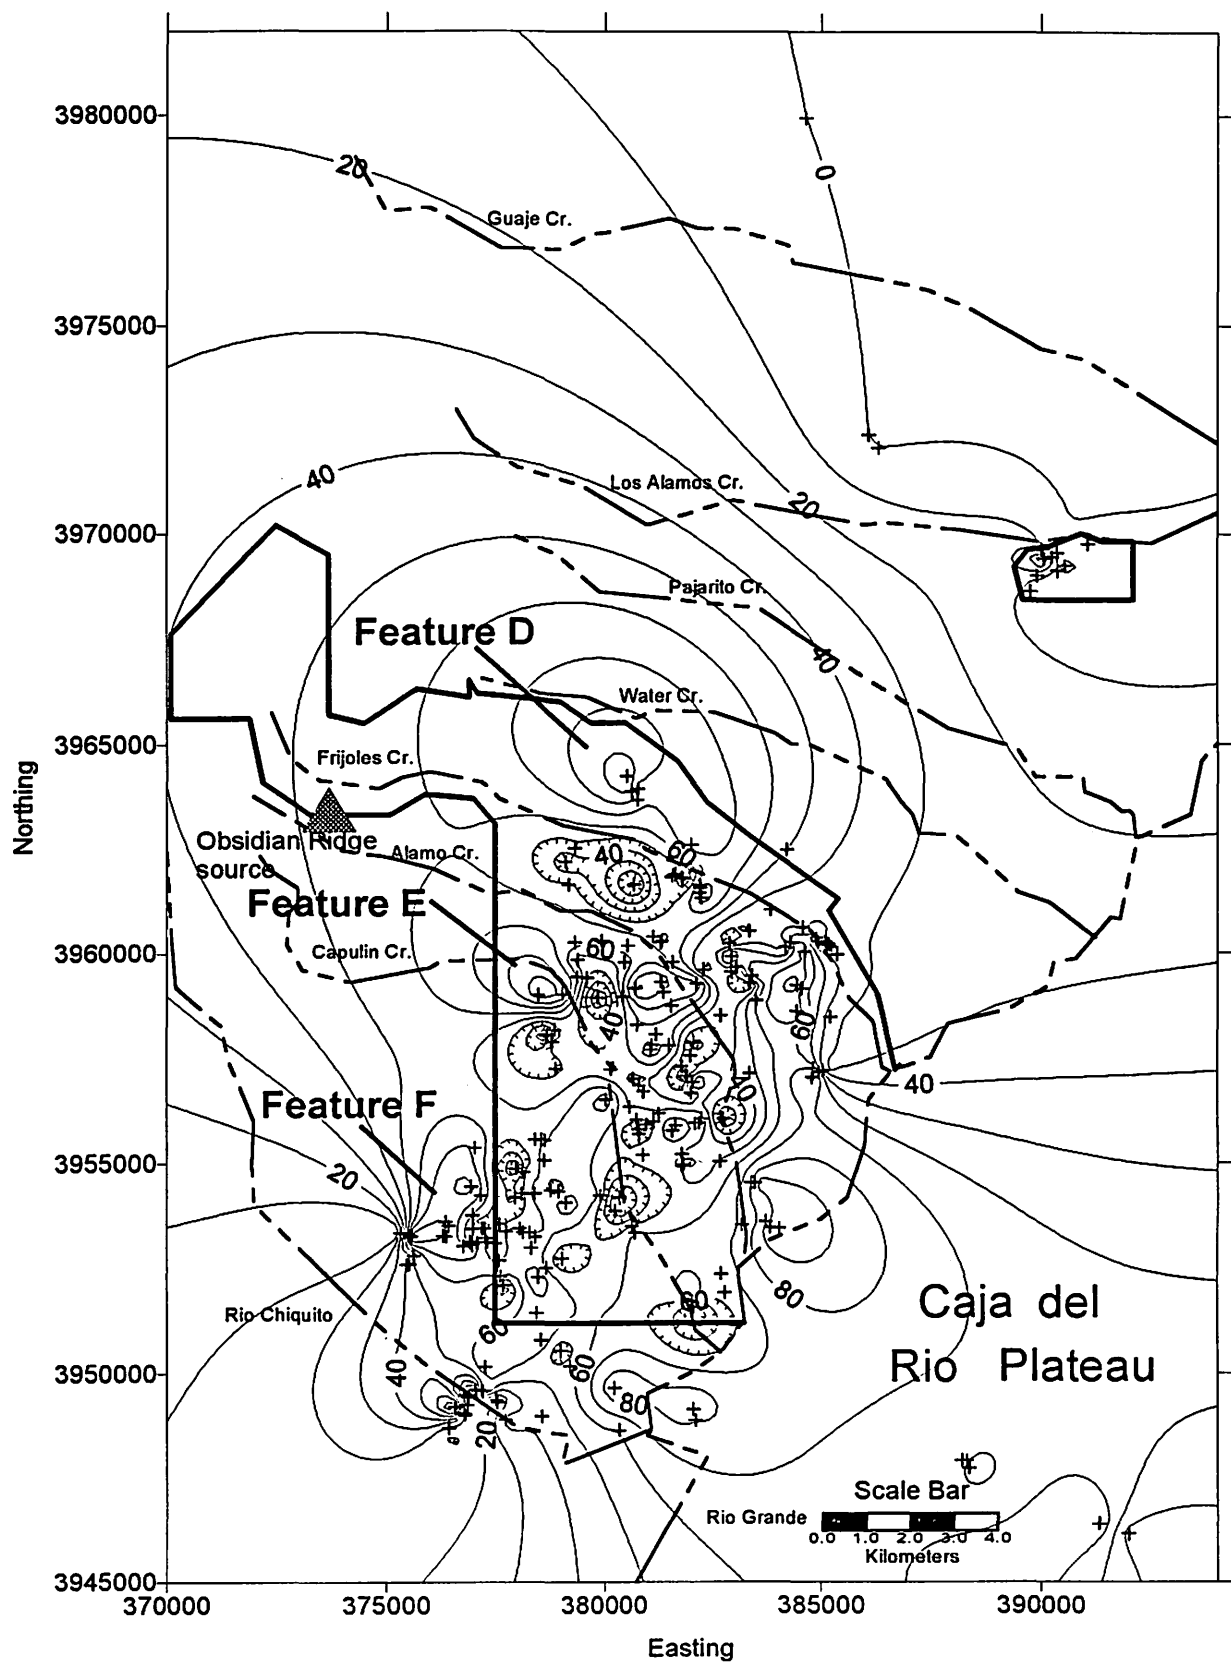 3980000
20
0
Guaje Cr.
3975000
40
Los Alamos Cr.
20
3970000
Pajarito Cr.
Feature D
40
Water Cr.
3965000
Frijoles Cr.
Northing
Obsidian Ridge
source
Alamo Cr.
40
60
Feature E
Capulin Cr.
60
3960000
40
60
40
40
Feature F
3955000
20
80
Caja del
Rio Plateau
60
Rio Chiquito
60
3950000
40
60
80
20
0
Scale Bar
Rio Grande
0.0 1.0 2.0 3.0 4.0
Kilometers
3945000
370000
375000
380000
385000
390000
Easting